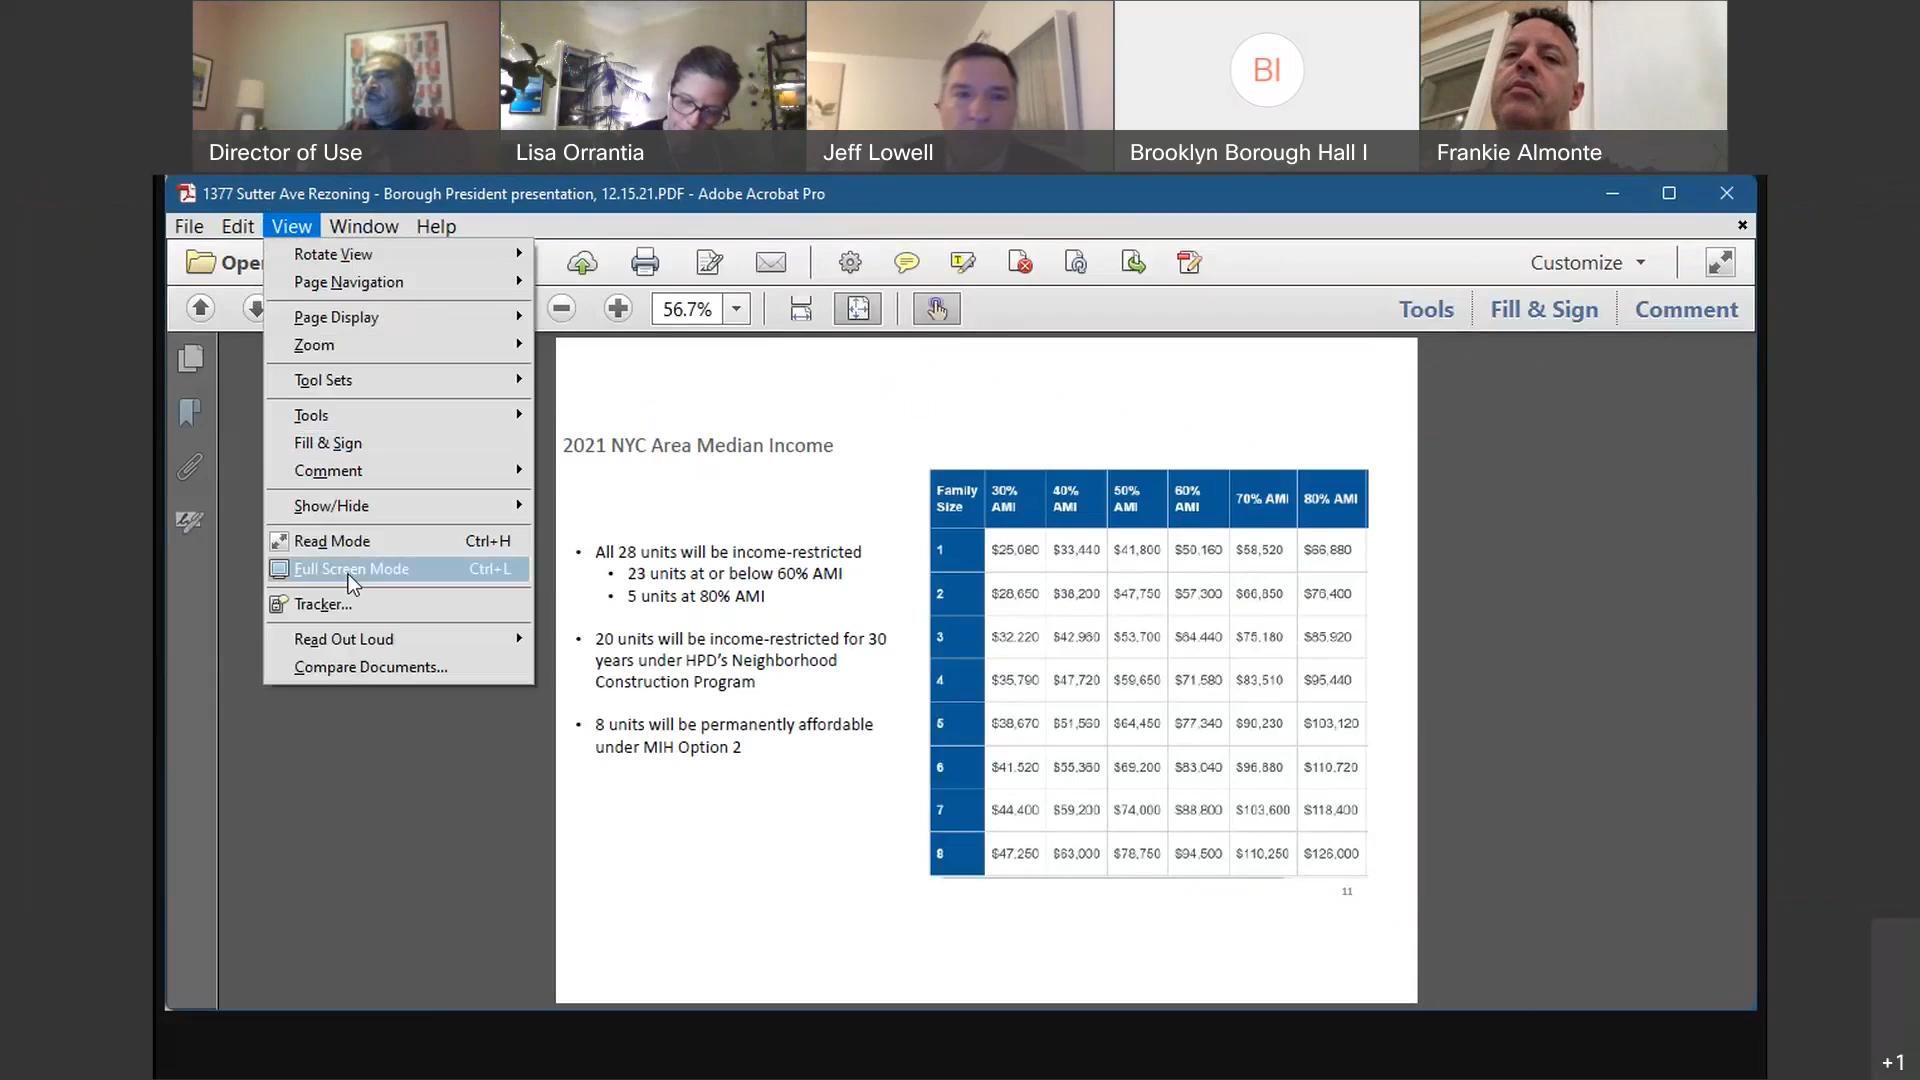 Director of Use
Lisa Orrantia
Jeff Lowell
BI
Brooklyn Borough Hall I
Frankie Almonte
1377 Sutter Ave Rezoning - Borough President presentation, 12.15.21.PDF - Adobe Acrobat Pro
File Edit View Window Help
Open
Customize
56.7%
Tools
Fill & Sign
Comment
Rotate View
Page Navigation
Page Display
Zoom
Tool Sets
Tools
Fill & Sign
Comment
Show/Hide
Read Mode Ctrl+H
Full Screen Mode Ctrl+L
Tracker...
Read Out Loud
Compare Documents...
2021 NYC Area Median Income
• All 28 units will be income-restricted
• 23 units at or below 60% AMI
• 5 units at 80% AMI
• 20 units will be income-restricted for 30
years under HPD's Neighborhood
Construction Program
• 8 units will be permanently affordable
under MIH Option 2
Family Size 30% AMI 40% AMI 50% AMI 60% AMI 70% AMI 80% AMI
1 $25,080 $33,440 $41,800 $50,160 $58,520 $66,880
2 $28,650 $38,200 $47,750 $57,300 $66,850 $76,400
3 $32,220 $42,960 $53,700 $64,440 $75,180 $85,920
4 $35,790 $47,720 $59,650 $71,580 $83,510 $95,440
5 $38,670 $51,560 $64,450 $77,340 $90,230 $103,120
6 $41,520 $55,360 $69,200 $83,040 $96,880 $110,720
7 $44,400 $59,200 $74,000 $88,800 $103,600 $118,400
8 $47,250 $63,000 $78,750 $94,500 $110,250 $126,000
11
+1